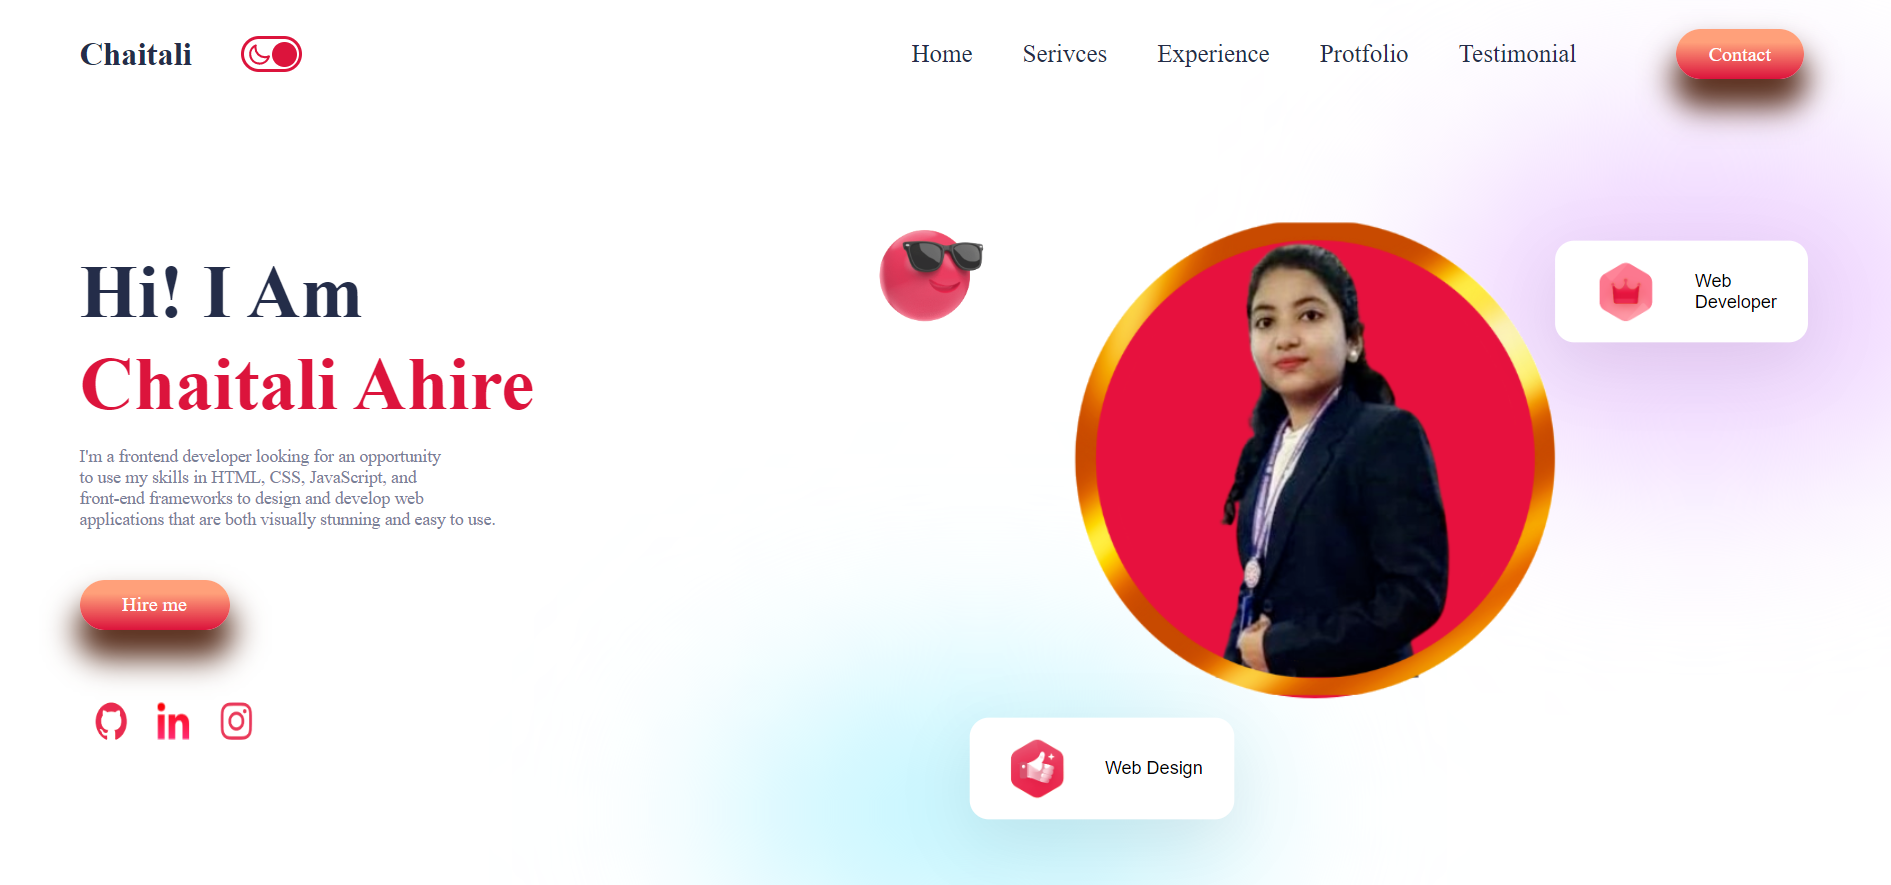 Chaitali
Home Serivces Experience Protfolio Testimonial Contact
Hi! I Am
Chaitali Ahire
I'm a frontend developer looking for an opportunity
to use my skills in HTML, CSS, JavaScript, and
front-end frameworks to design and develop web
applications that are both visually stunning and easy to use.
Hire me
in
Web
Developer
Web Design